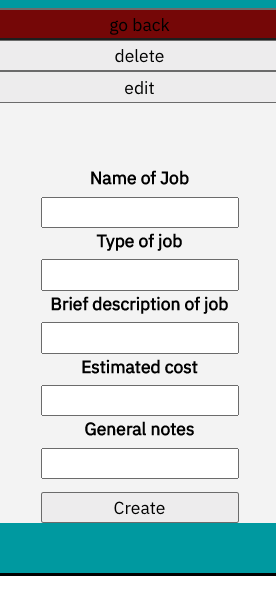 go back
delete
edit
Name of Job
Type of job
Brief description of job
Estimated cost
General notes
Create